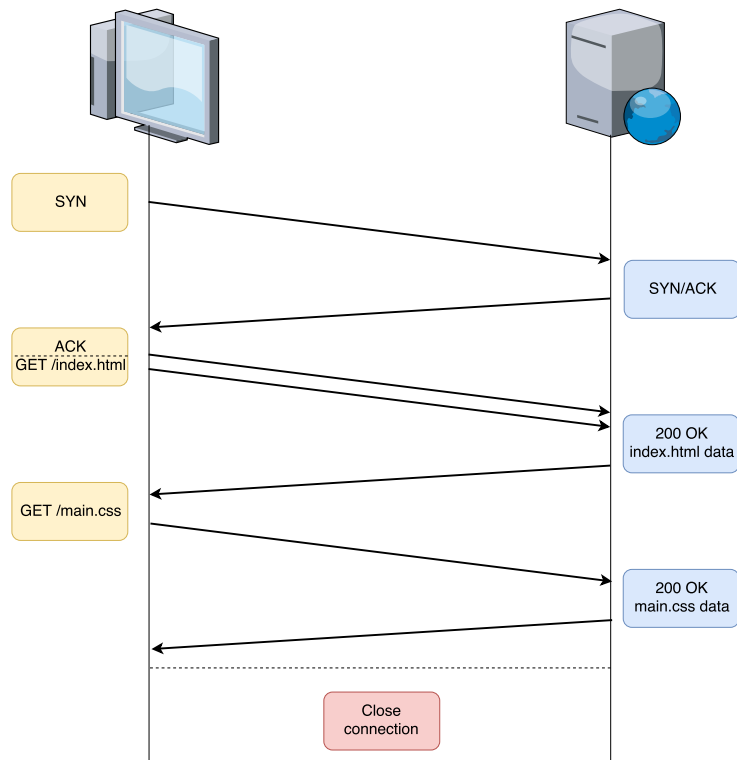 SYN
SYN/ACK
ACK
GET /index.html
200 OK
index.html data
GET /main.css
200 OK
main.css data
Close
connection